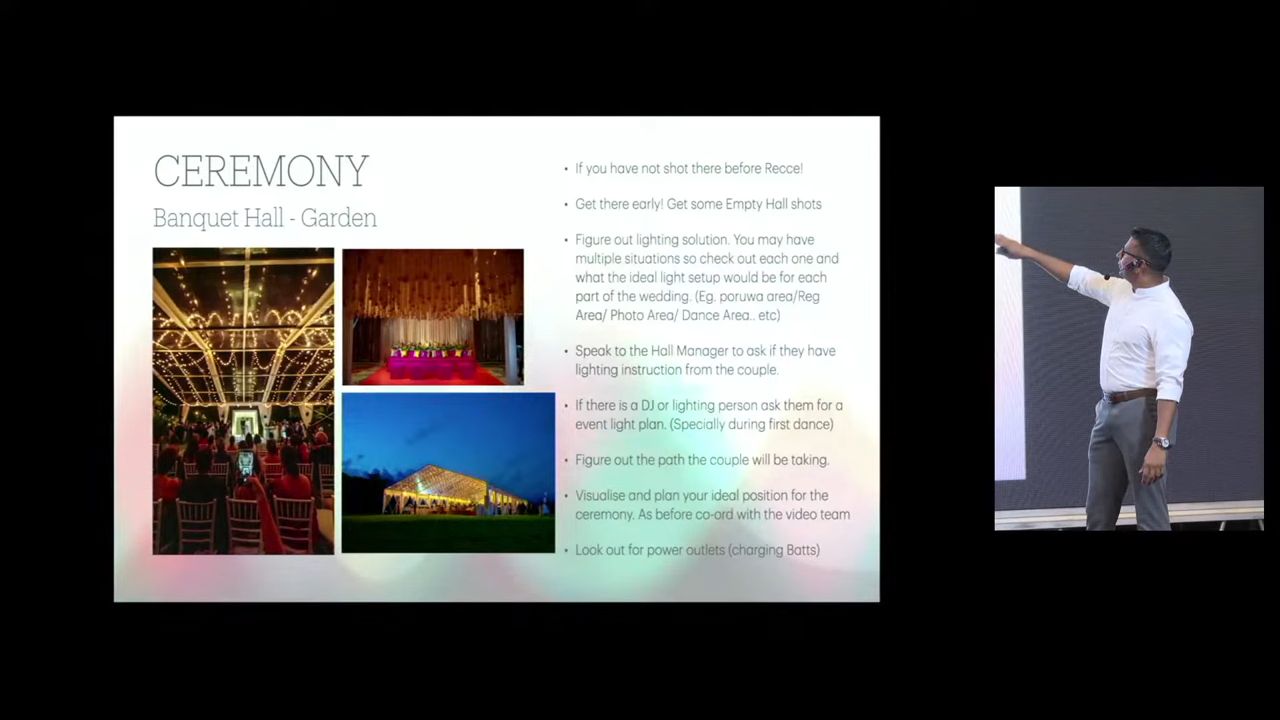 CEREMONY
Banquet Hall - Garden
• If you have not shot there before Recce!
• Get there early! Get some Empty Hall shots
• Figure out lighting solution. You may have
multiple situations so check out each one and
what the ideal light setup would be for each
part of the wedding. (Eg. poruwa area/Reg
Area/ Photo Area/ Dance Area.. etc)
• Speak to the Hall Manager to ask if they have
lighting instruction from the couple.
• If there is a DJ or lighting person ask them for a
event light plan. (Specially during first dance)
• Figure out the path the couple will be taking.
• Visualise and plan your ideal position for the
ceremony. As before co-ord with the video team
• Look out for power outlets (charging Batts)